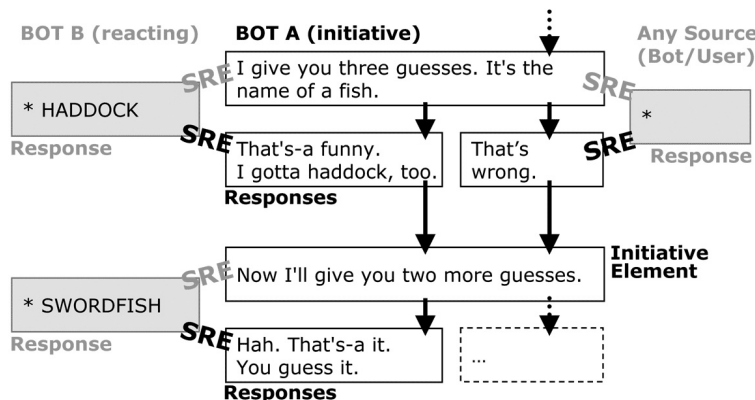 BOT B (reacting)
BOT A (initiative)
Any Source
(Bot/User)
SRE
I give you three guesses. It's the
name of a fish.
SRE
* HADDOCK
*
Response
SRE
That's-a funny.
I gotta haddock, too.
That's
wrong.
SRE
Response
Responses
SRE
Now I'll give you two more guesses.
Initiative
Element
* SWORDFISH
Response
SRE
Hah. That's-a it.
You guess it.
...
Responses